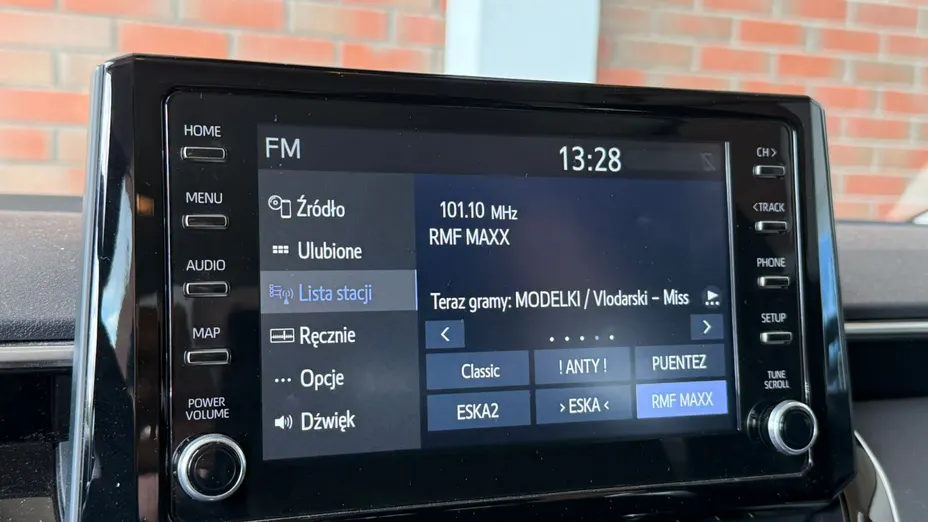 HOME
MENU
AUDIO
MAP
POWER
VOLUME
FM
13:28
Źródło
Ulubione
Lista stacji
Ręcznie
Opcje
Dźwięk
101.10 MHz
RMF MAXX
Teraz gramy: MODELKI / Vlodarski – Miss
Classic
! ANTY !
PUENTEZ
ESKA2
> ESKA <
RMF MAXX
CH >
< TRACK
PHONE
SETUP
TUNE
SCROLL